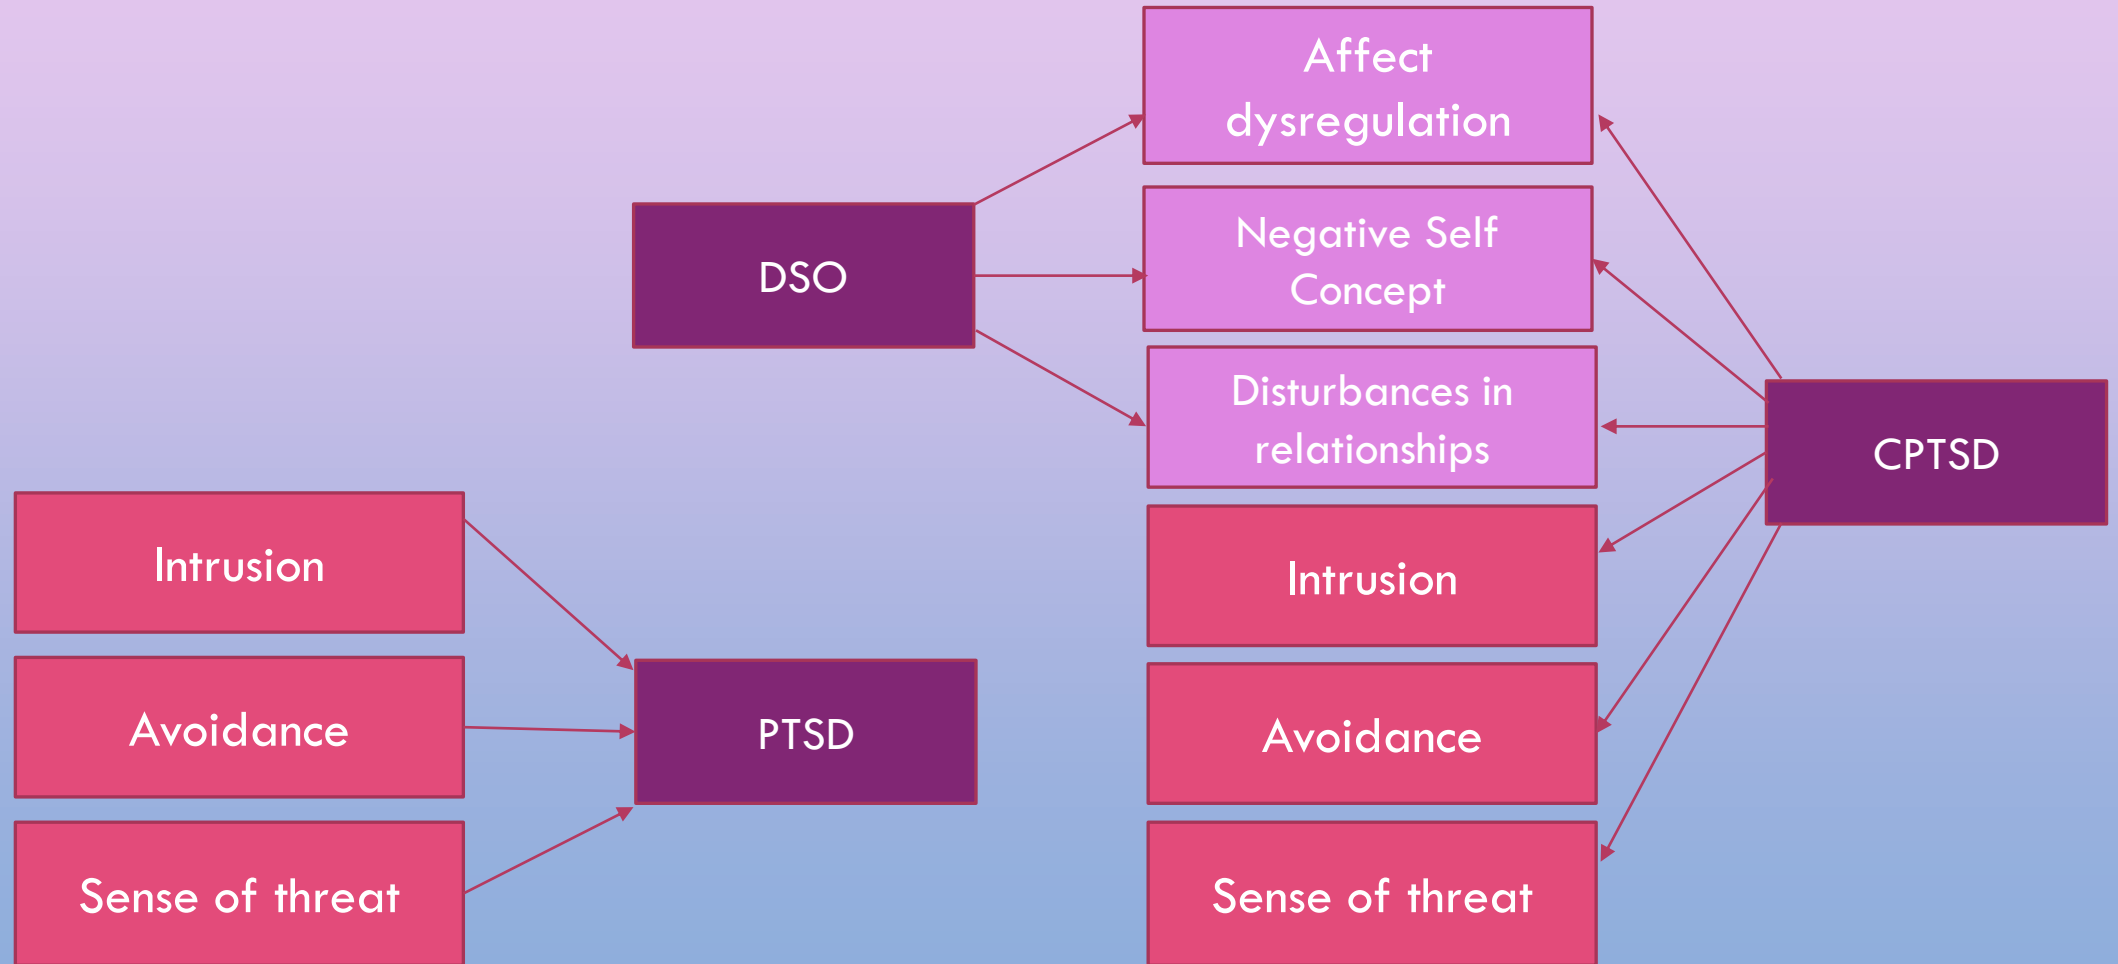 Affect
dysregulation
DSO
Negative Self
Concept
Disturbances in
relationships
CPTSD
Intrusion
Intrusion
Avoidance
PTSD
Avoidance
Sense of threat
Sense of threat